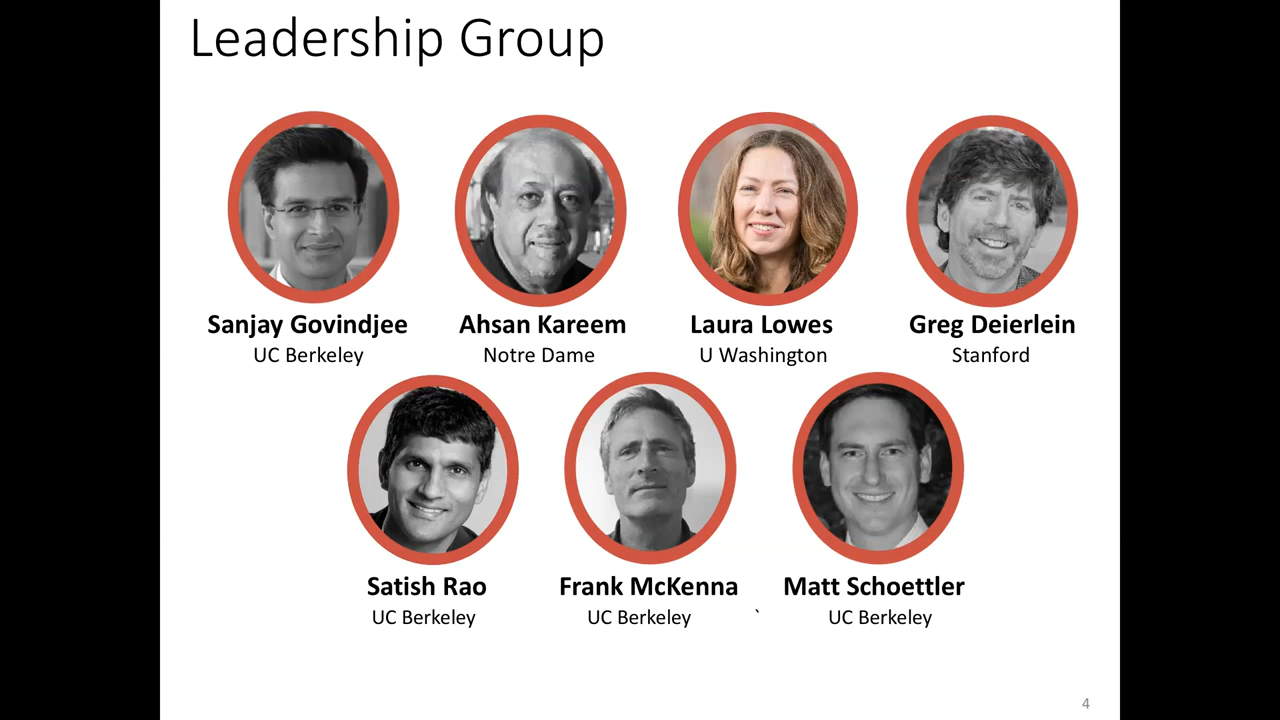 Leadership Group
Sanjay Govindjee
UC Berkeley
Ahsan Kareem
Notre Dame
Laura Lowes
U Washington
Greg Deierlein
Stanford
Satish Rao
UC Berkeley
Frank McKenna
UC Berkeley
`
Matt Schoettler
UC Berkeley
4